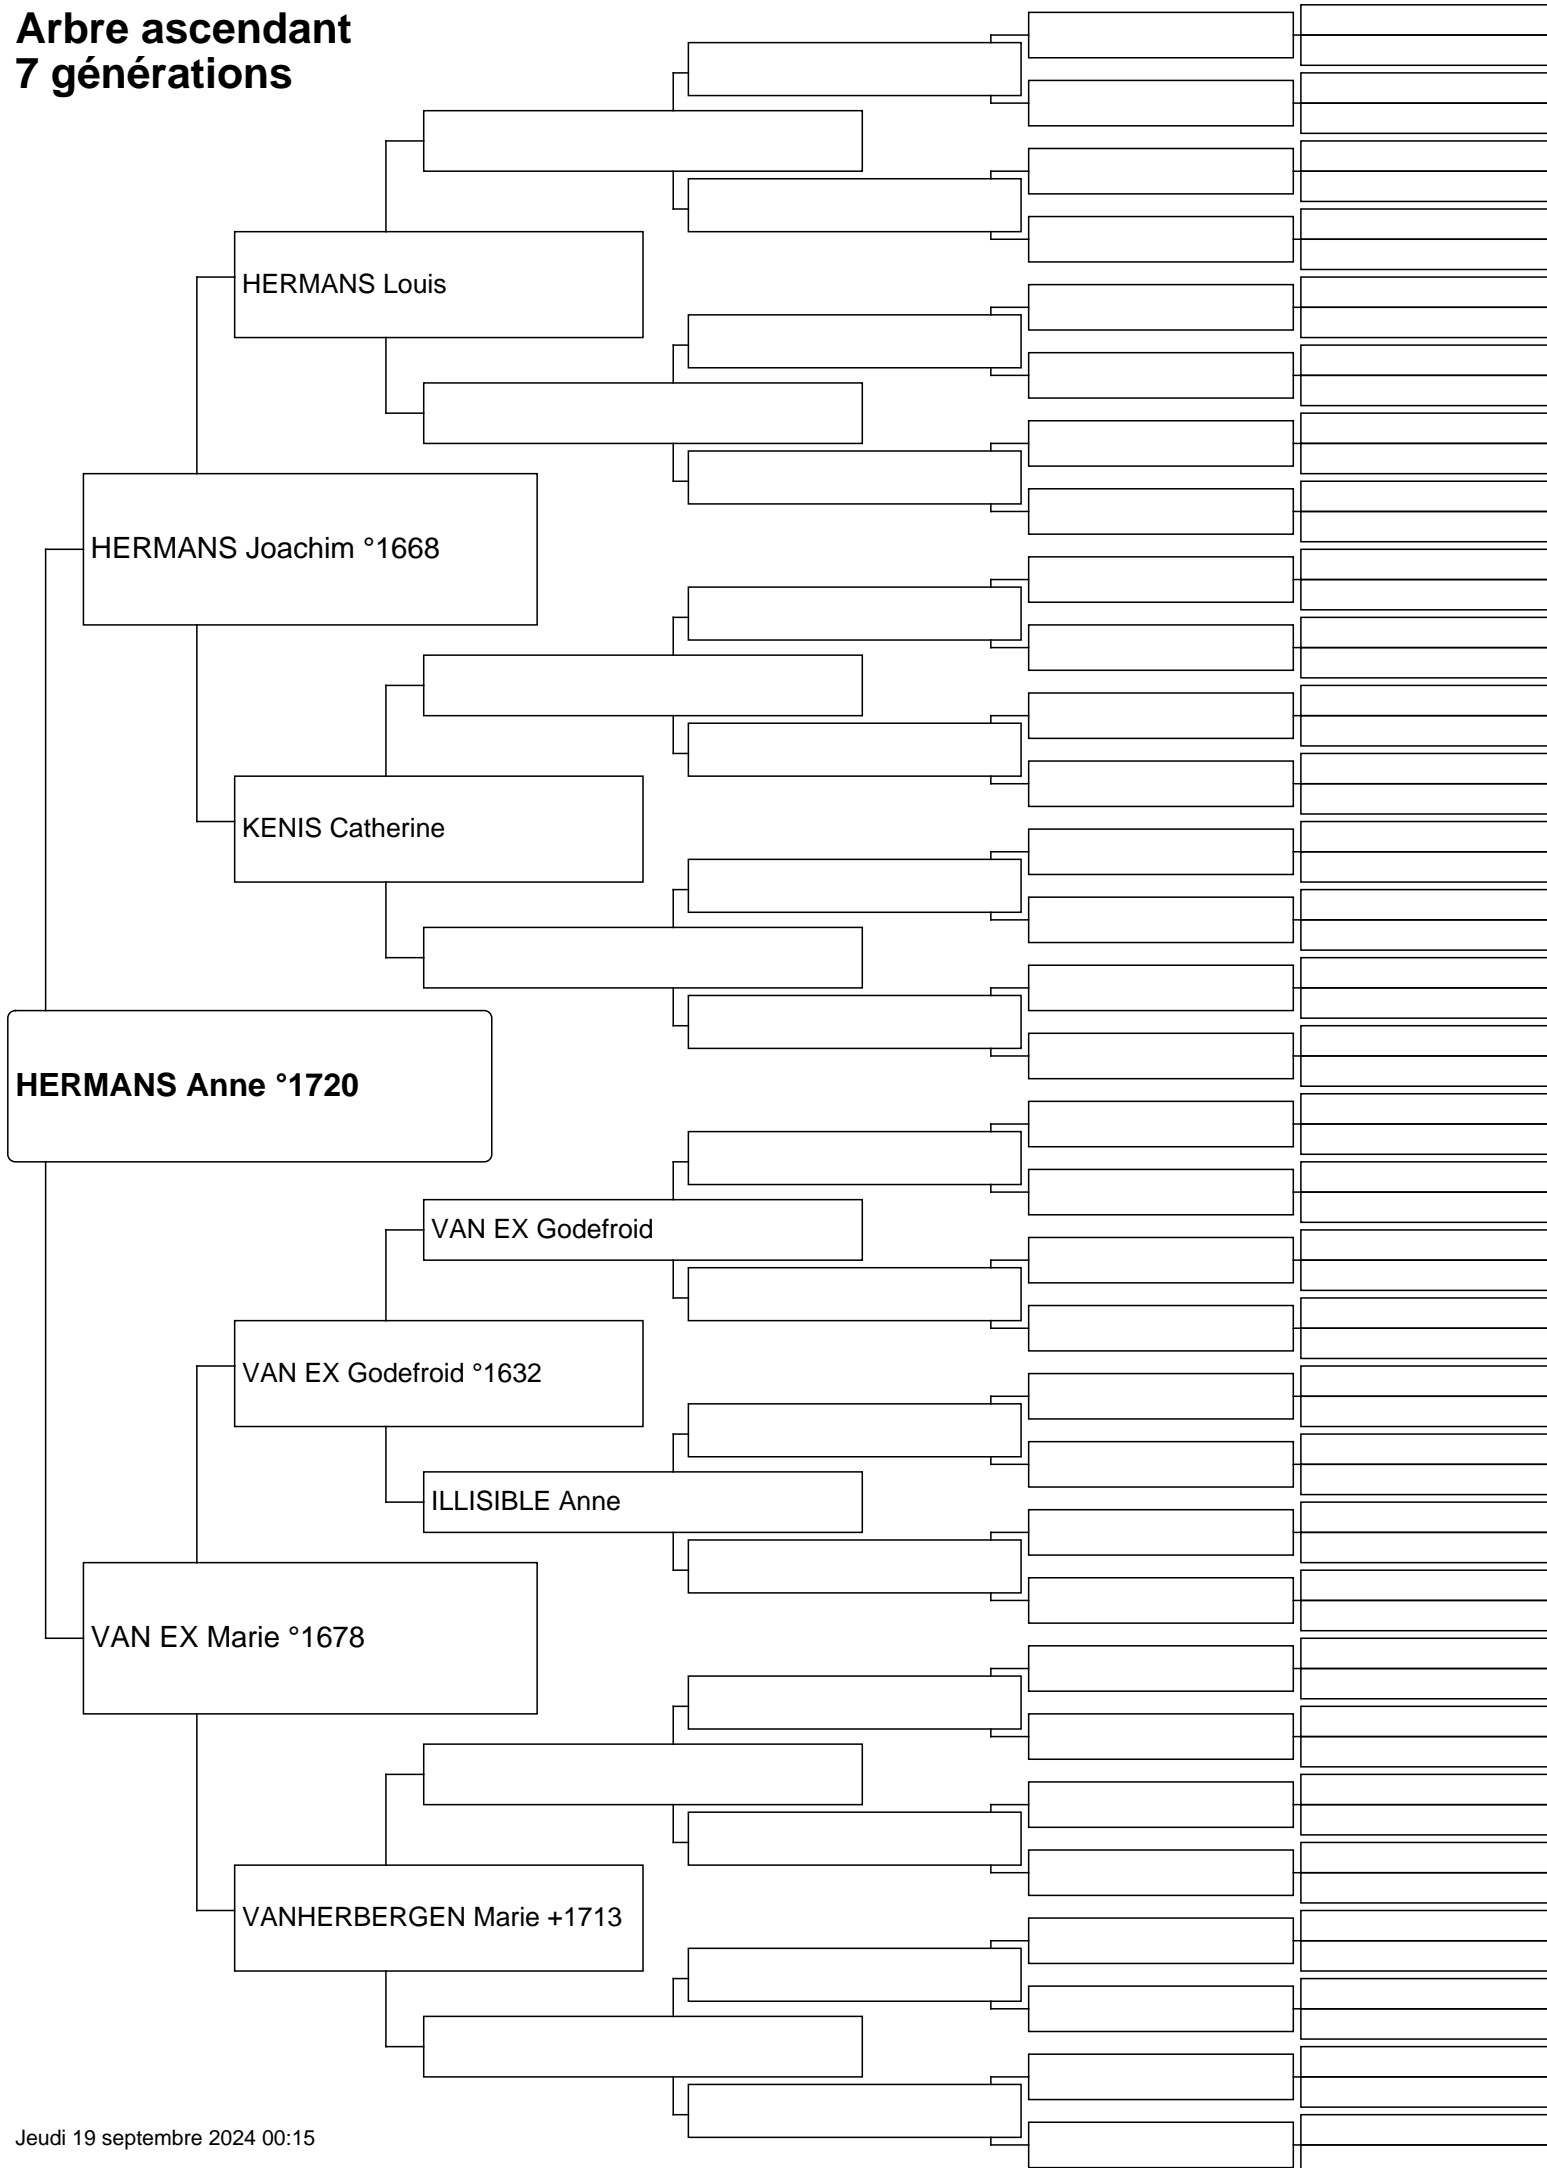 Arbre ascendant
7 générations
HERMANS Louis
HERMANS Joachim °1668
KENIS Catherine
HERMANS Anne °1720
VAN EX Godefroid
VAN EX Godefroid °1632
ILLISIBLE Anne
VAN EX Marie °1678
VANHERBERGEN Marie +1713
Jeudi 19 septembre 2024 00:15